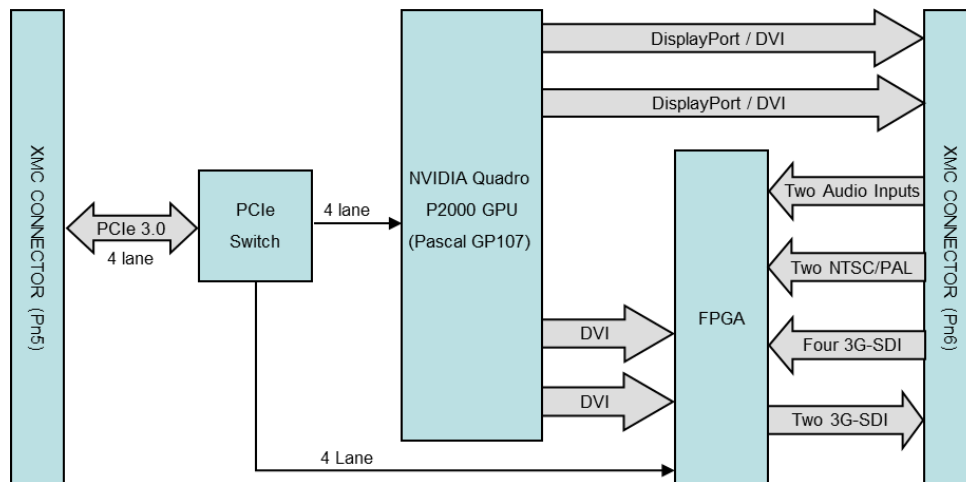 XMC CONNECTOR (Pn5)
PCIe 3.0
4 lane
PCIe
Switch
4 lane
4 Lane
NVIDIA Quadro
P2000 GPU
(Pascal GP107)
DisplayPort / DVI
DisplayPort / DVI
DVI
DVI
FPGA
Two Audio Inputs
Two NTSC/PAL
Four 3G-SDI
Two 3G-SDI
XMC CONNECTOR (Pn6)